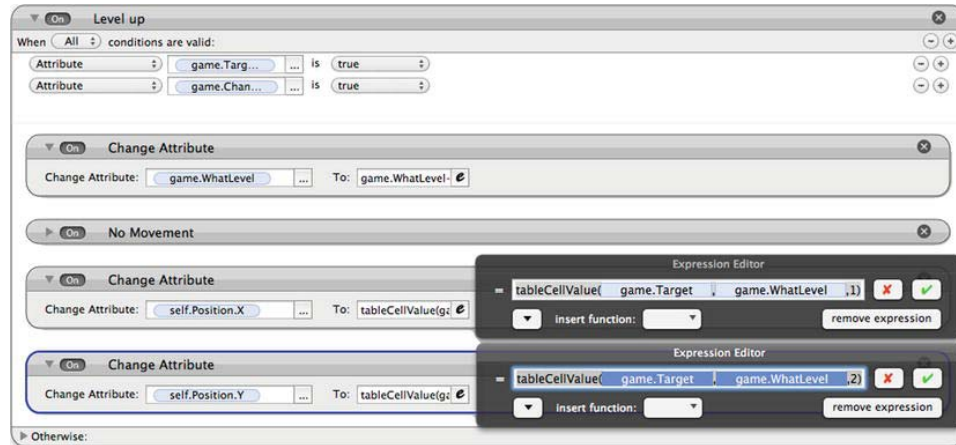 On Level up
When All conditions are valid:
Attribute game.Targ... ... is true
Attribute game.Chan... ... is true
On Change Attribute
Change Attribute: game.WhatLevel ... To: game.WhatLevel- e
On No Movement
Expression Editor
On Change Attribute
= tableCellValue( game.Target , game.WhatLevel ,1)
Change Attribute: self.Position.X ... To: tableCellValue(ga e
insert function: remove expression
Expression Editor
On Change Attribute
= tableCellValue( game.Target , game.WhatLevel ,2)
Change Attribute: self.Position.Y ... To: tableCellValue(ga e
insert function: remove expression
Otherwise: